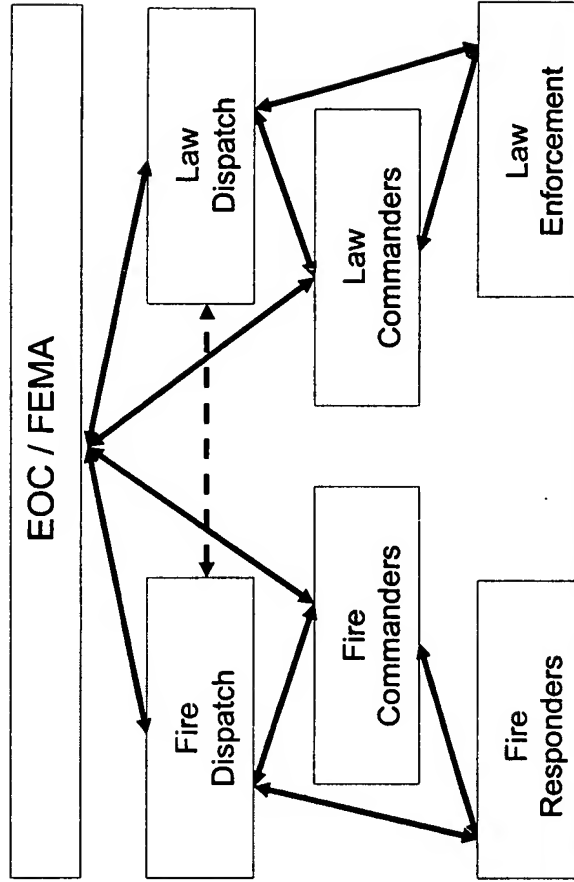 EOC / FEMA
Fire
Dispatch
Law
Dispatch
Fire
Commanders
Law
Commanders
Fire
Responders
Law
Enforcement